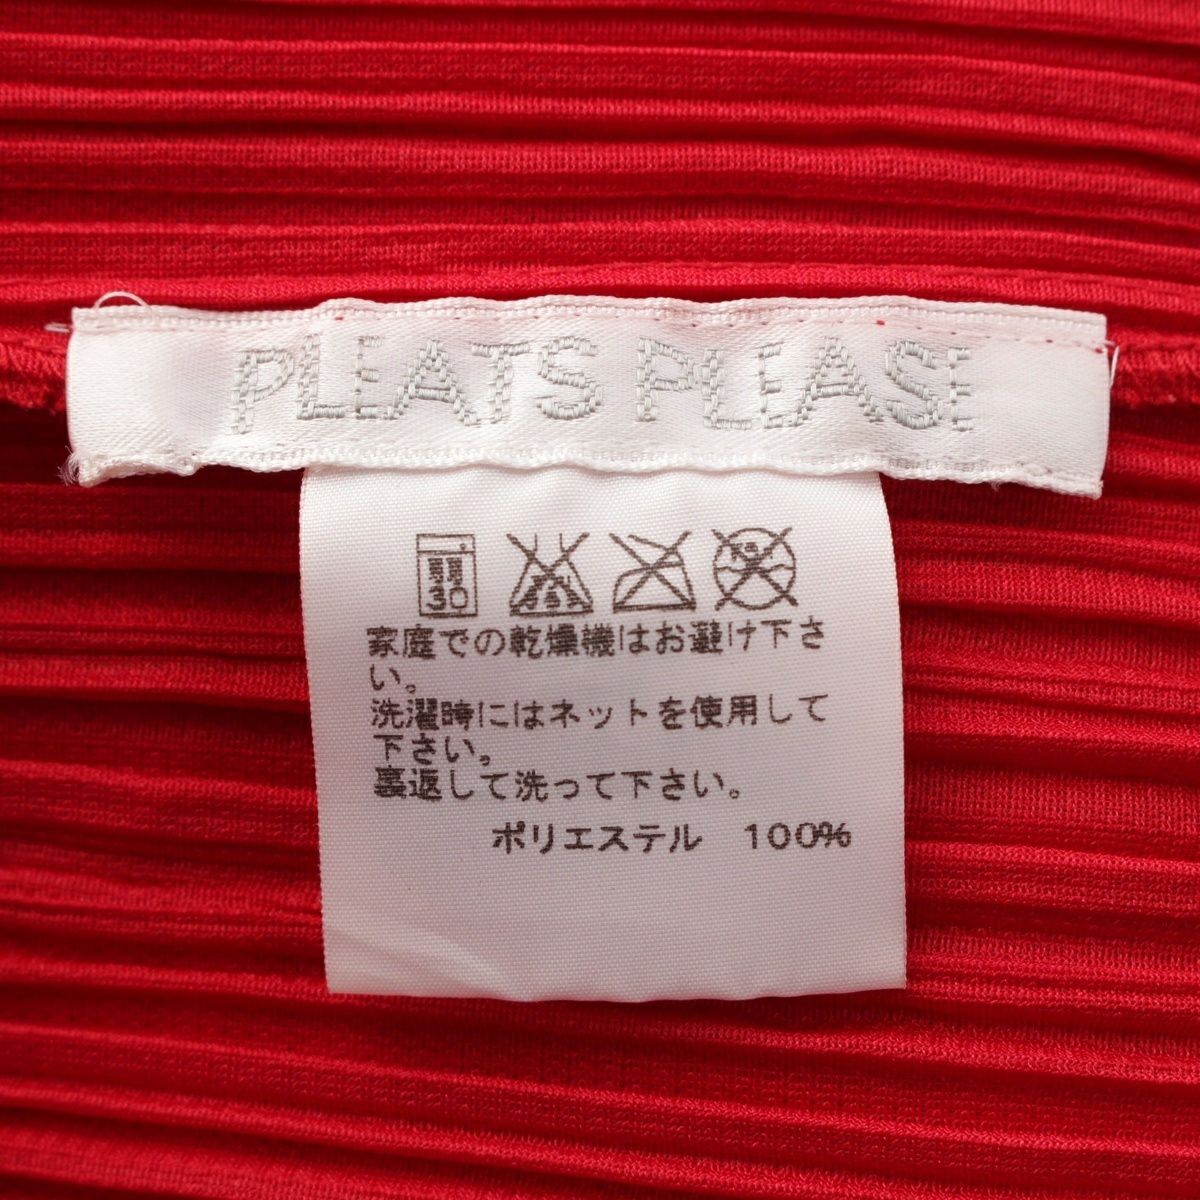 PLEATS PLEASE
30
家庭での乾燥機はお避け下さ
い。
洗濯時にはネットを使用して
下さい。
裏返して洗って下さい。
ポリエステル 100%